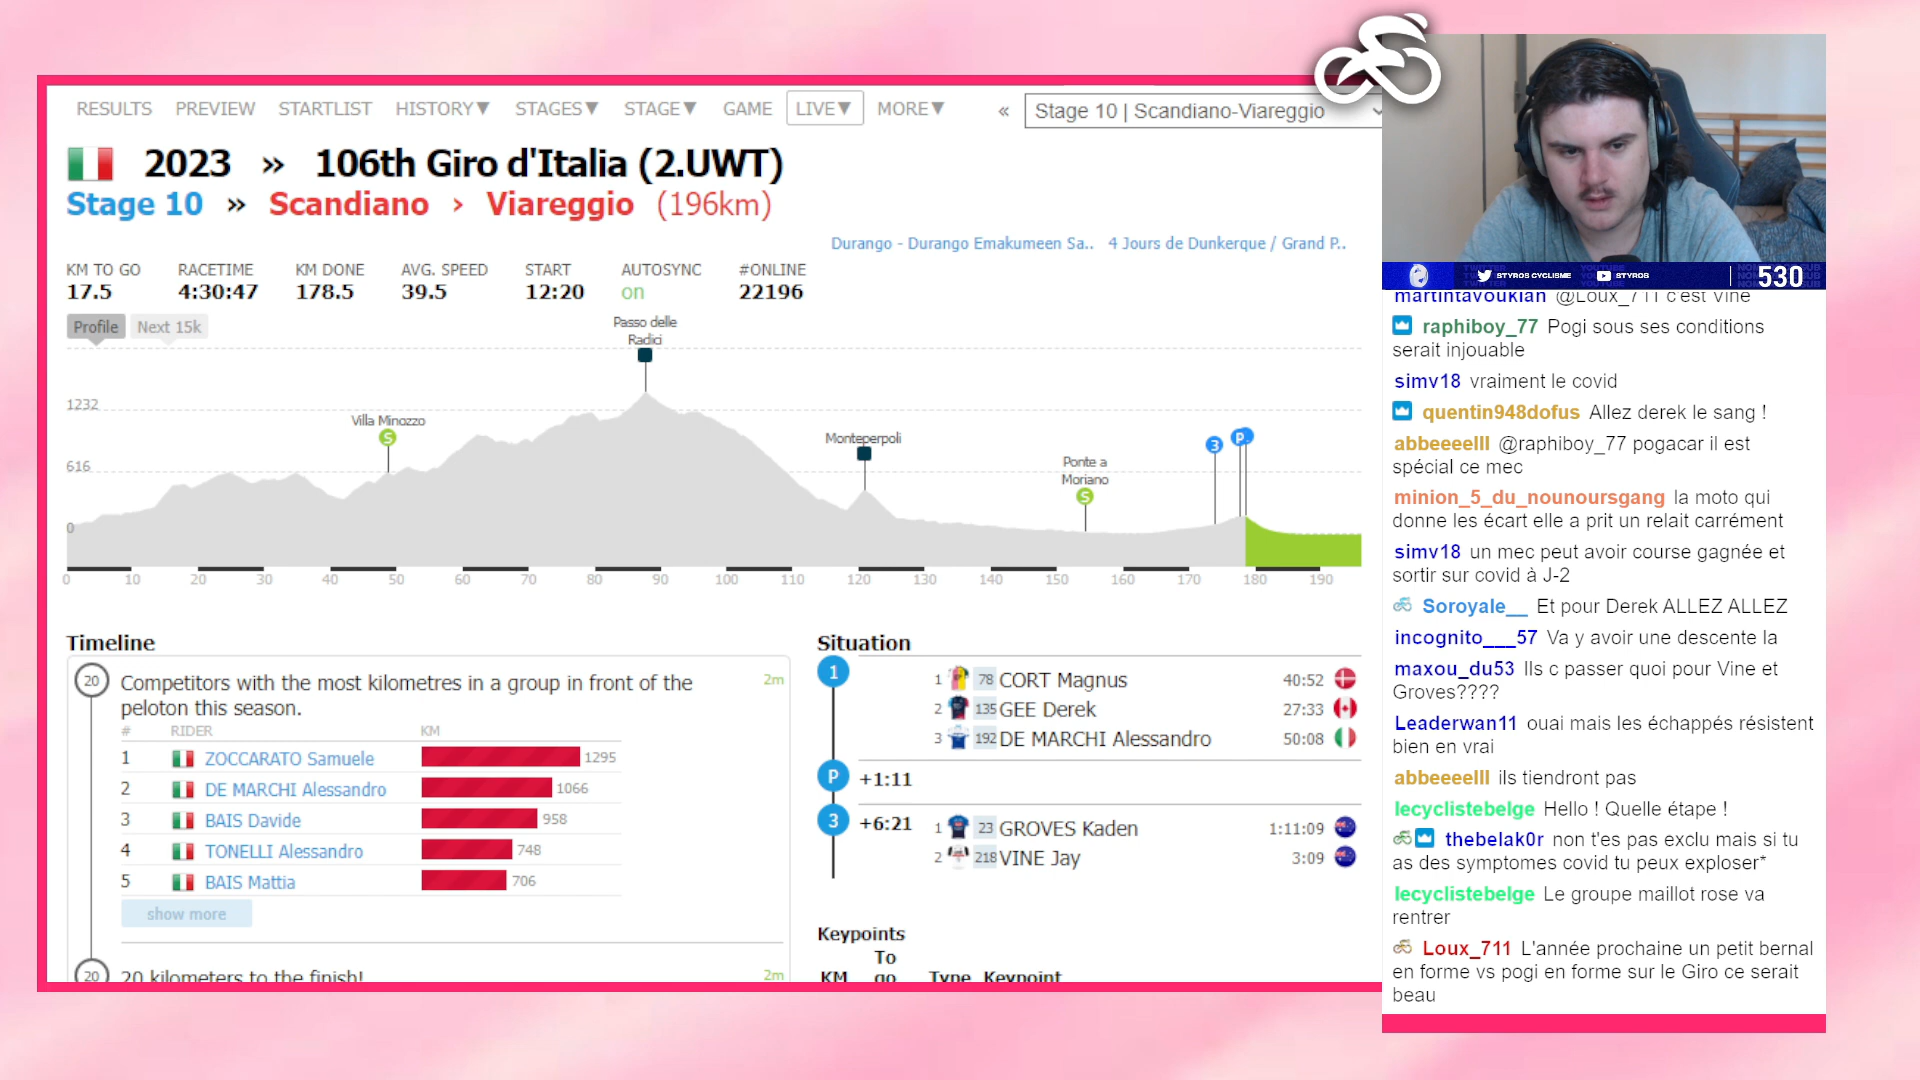 RESULTS PREVIEW STARTLIST HISTORY▼ STAGES▼ STAGE▼ GAME LIVE▼ MORE▼ « Stage 10 | Scandiano-Viareggio
2023 » 106th Giro d'Italia (2.UWT)
Stage 10 » Scandiano › Viareggio (196km)
Durango - Durango Emakumeen Sa.. 4 Jours de Dunkerque / Grand P..
KM TO GO RACETIME KM DONE AVG. SPEED START AUTOSYNC #ONLINE
17.5 4:30:47 178.5 39.5 12:20 on 22196
Profile Next 15k
Passo delle
Radici
1232
Villa Minozzo
S
Monteperpoli
3 P
616
Ponte a
Moriano
S
0
0 10 20 30 40 50 60 70 80 90 100 110 120 130 140 150 160 170 180 190
Timeline
20 Competitors with the most kilometres in a group in front of the 2m
peloton this season.
# RIDER KM
1 ZOCCARATO Samuele 1295
2 DE MARCHI Alessandro 1066
3 BAIS Davide 958
4 TONELLI Alessandro 748
5 BAIS Mattia 706
show more
20 20 kilometers to the finish! 2m
Situation
1
1 78 CORT Magnus 40:52
2 135 GEE Derek 27:33
3 192 DE MARCHI Alessandro 50:08
P +1:11
3 +6:21 1 23 GROVES Kaden 1:11:09
2 218 VINE Jay 3:09
Keypoints
To
KM go Type Keypoint
STYROS CYCLISME STYROS 530
martintavoukian @Loux_711 c'est Vine
raphiboy_77 Pogi sous ses conditions
serait injouable
simv18 vraiment le covid
quentin948dofus Allez derek le sang !
abbeeeelll @raphiboy_77 pogacar il est
spécial ce mec
minion_5_du_nounoursgang la moto qui
donne les écart elle a prit un relait carrément
simv18 un mec peut avoir course gagnée et
sortir sur covid à J-2
Soroyale__ Et pour Derek ALLEZ ALLEZ
incognito___57 Va y avoir une descente la
maxou_du53 Ils c passer quoi pour Vine et
Groves????
Leaderwan11 ouai mais les échappés résistent
bien en vrai
abbeeeelll ils tiendront pas
lecyclistebelge Hello ! Quelle étape !
thebelak0r non t'es pas exclu mais si tu
as des symptomes covid tu peux exploser*
lecyclistebelge Le groupe maillot rose va
rentrer
Loux_711 L'année prochaine un petit bernal
en forme vs pogi en forme sur le Giro ce serait
beau